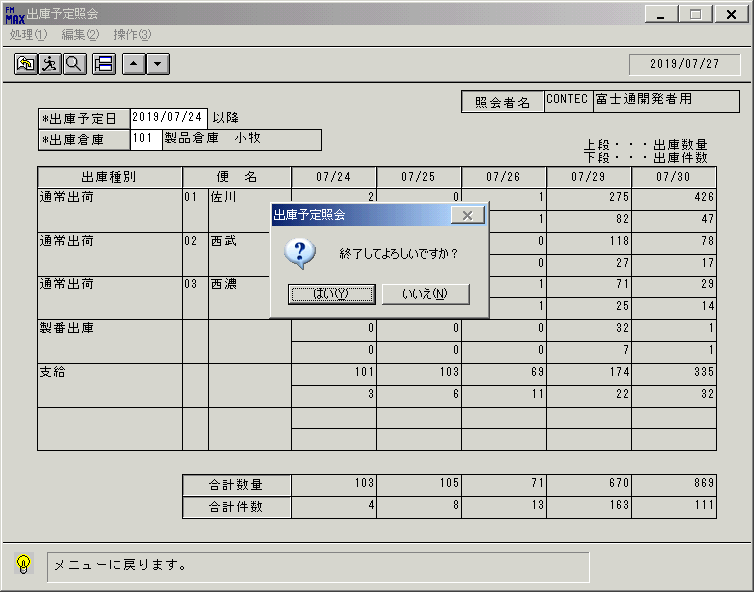 FM MAX 出庫予定照会
処理(1) 編集(2) 操作(3)
2019/07/27
照会者名 CONTEC 富士通開発者用
*出庫予定日 2019/07/24 以降
*出庫倉庫 101 製品倉庫 小牧
上段・・・出庫数量
下段・・・出庫件数
出庫種別 便 名 07/24 07/25 07/26 07/29 07/30
通常出荷 01 佐川 2 0 1 275 426
1 82 47
通常出荷 02 西武 0 118 78
0 27 17
通常出荷 03 西濃 1 71 29
1 25 14
製番出庫 0 0 0 32 1
0 0 0 7 1
支給 101 103 69 174 335
3 6 11 22 32
合計数量 103 105 71 670 869
合計件数 4 8 13 163 111
出庫予定照会
終了してよろしいですか？
はい(Y) いいえ(N)
メニューに戻ります。